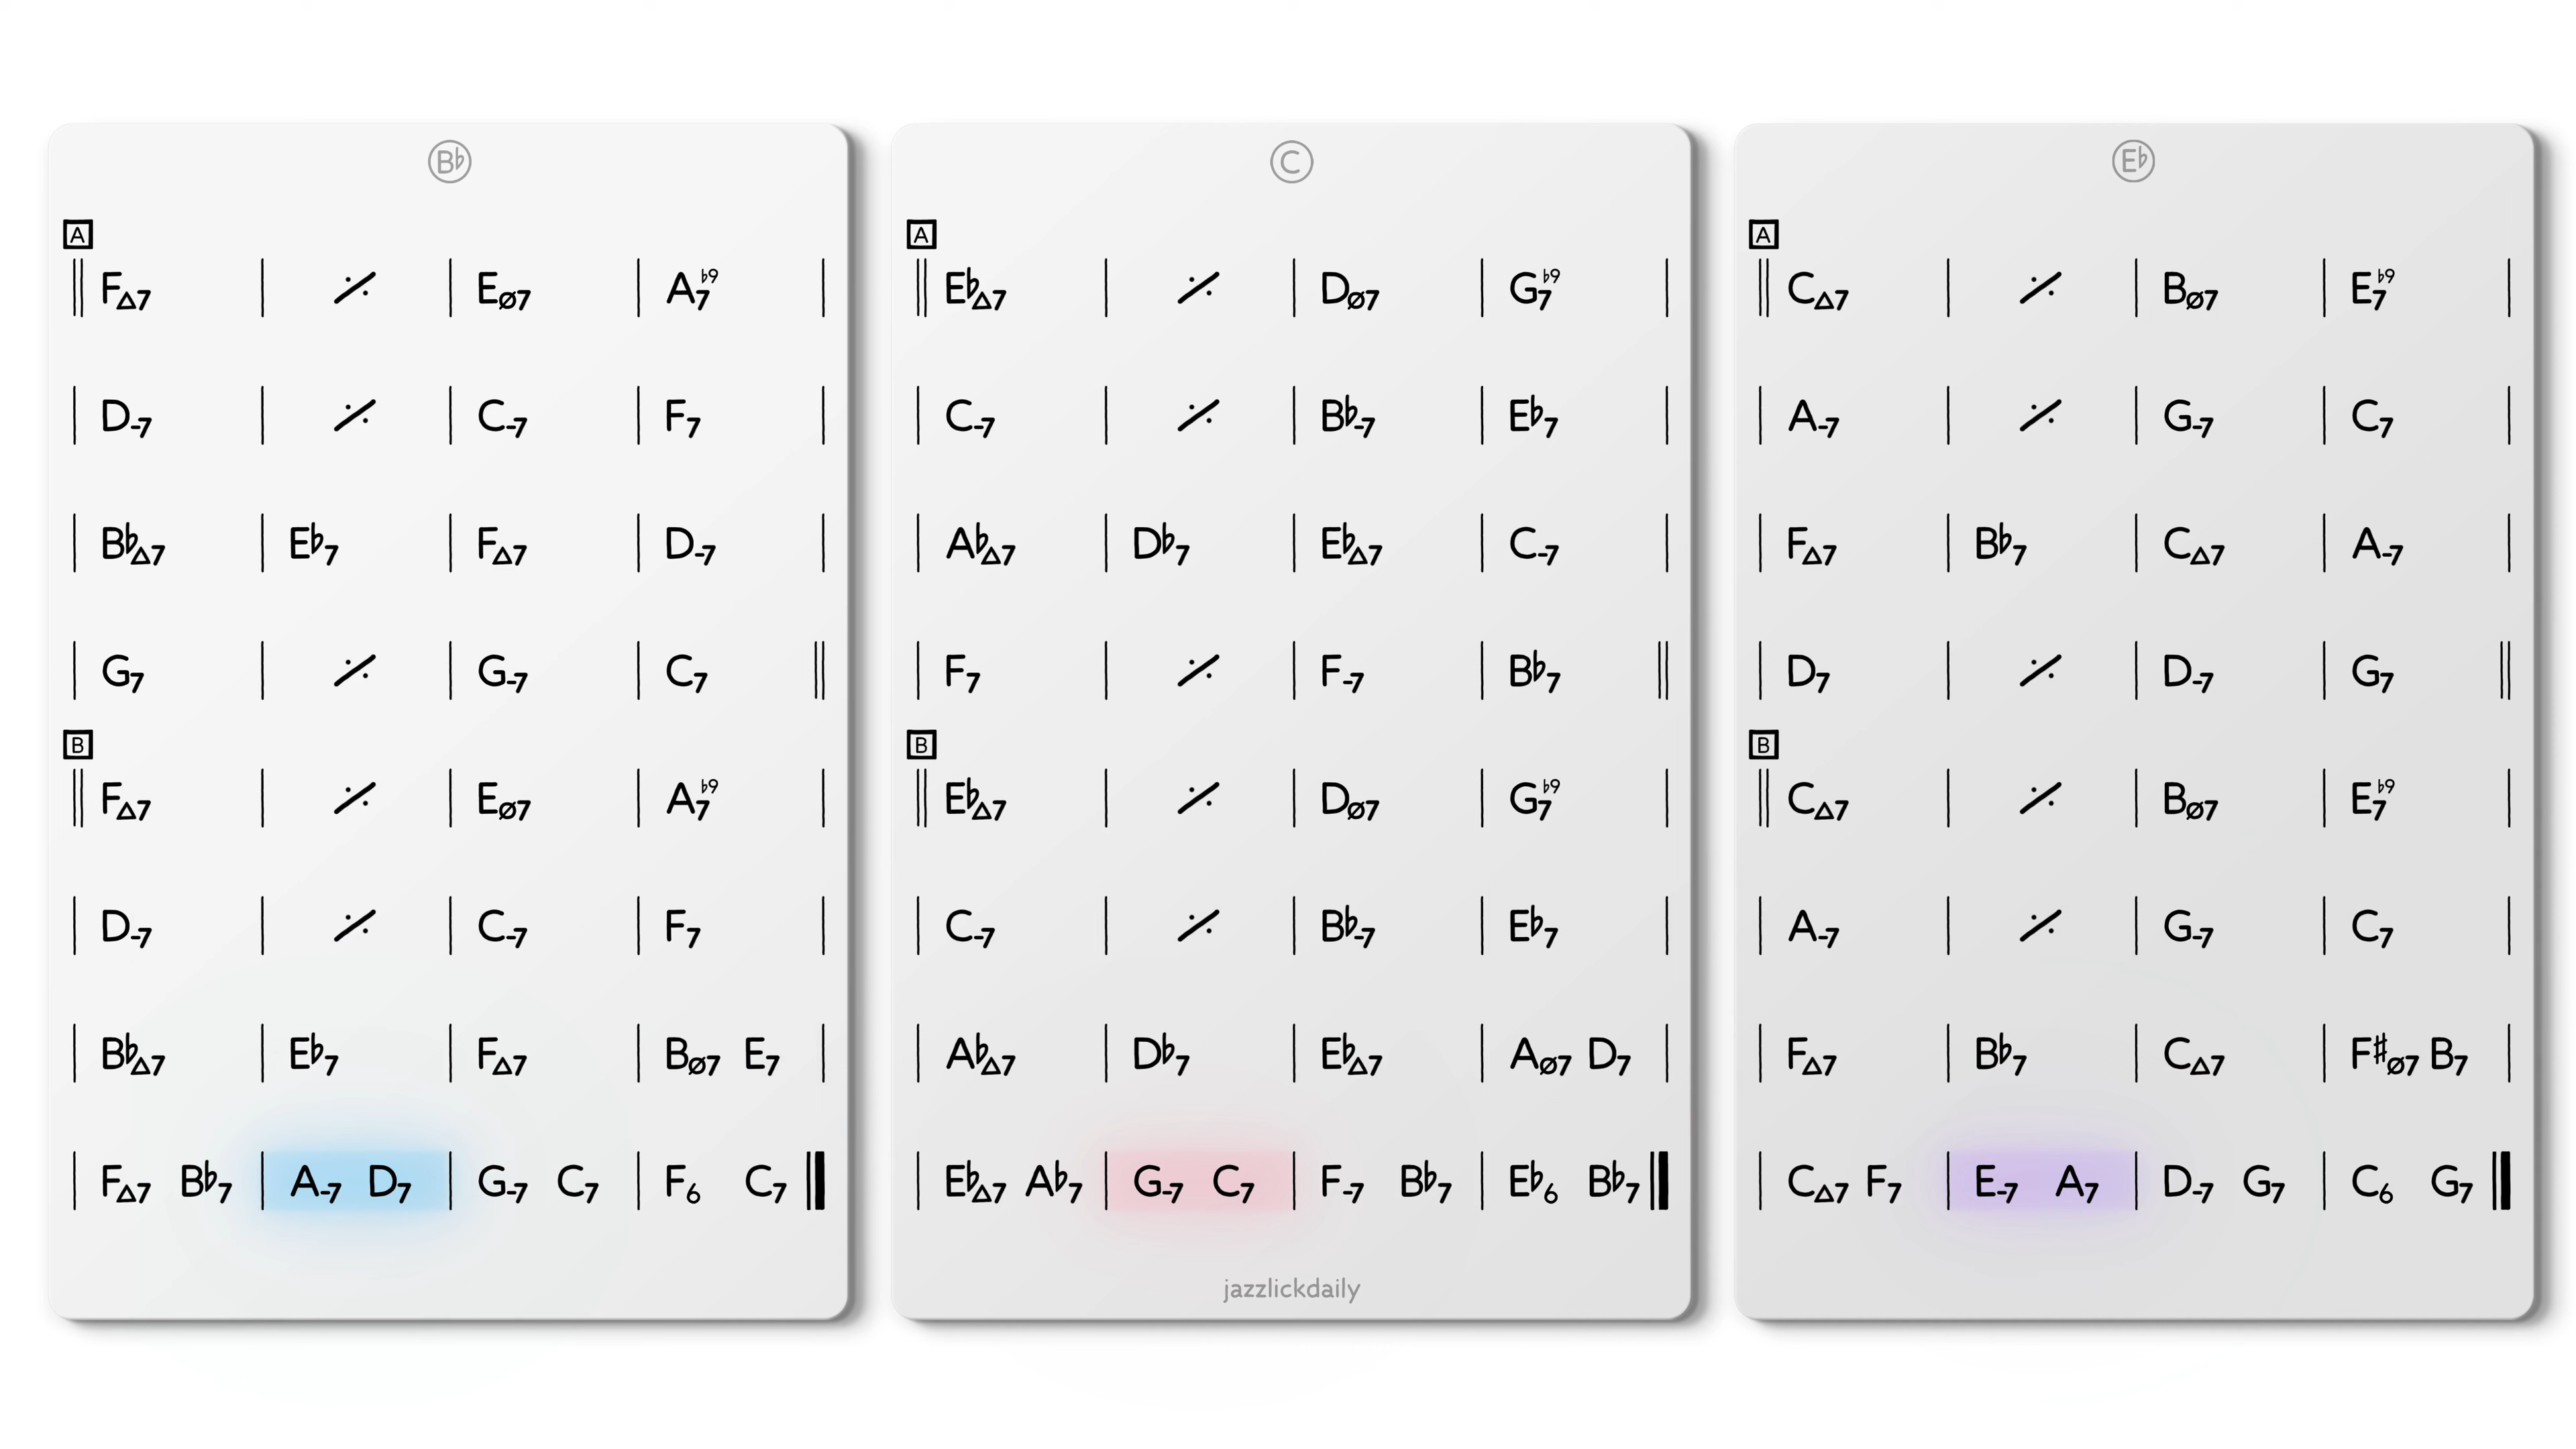 B♭
A
F△7 | 𝄎 | Eø7 | A7♭9
D-7 | 𝄎 | C-7 | F7
B♭△7 | E♭7 | F△7 | D-7
G7 | 𝄎 | G-7 | C7
B
F△7 | 𝄎 | Eø7 | A7♭9
D-7 | 𝄎 | C-7 | F7
B♭△7 | E♭7 | F△7 | Bø7 E7
F△7 B♭7 | A-7 D7 | G-7 C7 | F6 C7
C
A
E♭△7 | 𝄎 | Dø7 | G7♭9
C-7 | 𝄎 | B♭-7 | E♭7
A♭△7 | D♭7 | E♭△7 | C-7
F7 | 𝄎 | F-7 | B♭7
B
E♭△7 | 𝄎 | Dø7 | G7♭9
C-7 | 𝄎 | B♭-7 | E♭7
A♭△7 | D♭7 | E♭△7 | Aø7 D7
E♭△7 A♭7 | G-7 C7 | F-7 B♭7 | E♭6 B♭7
jazzlickdaily
E♭
A
C△7 | 𝄎 | Bø7 | E7♭9
A-7 | 𝄎 | G-7 | C7
F△7 | B♭7 | C△7 | A-7
D7 | 𝄎 | D-7 | G7
B
C△7 | 𝄎 | Bø7 | E7♭9
A-7 | 𝄎 | G-7 | C7
F△7 | B♭7 | C△7 | F♯ø7 B7
C△7 F7 | E-7 A7 | D-7 G7 | C6 G7